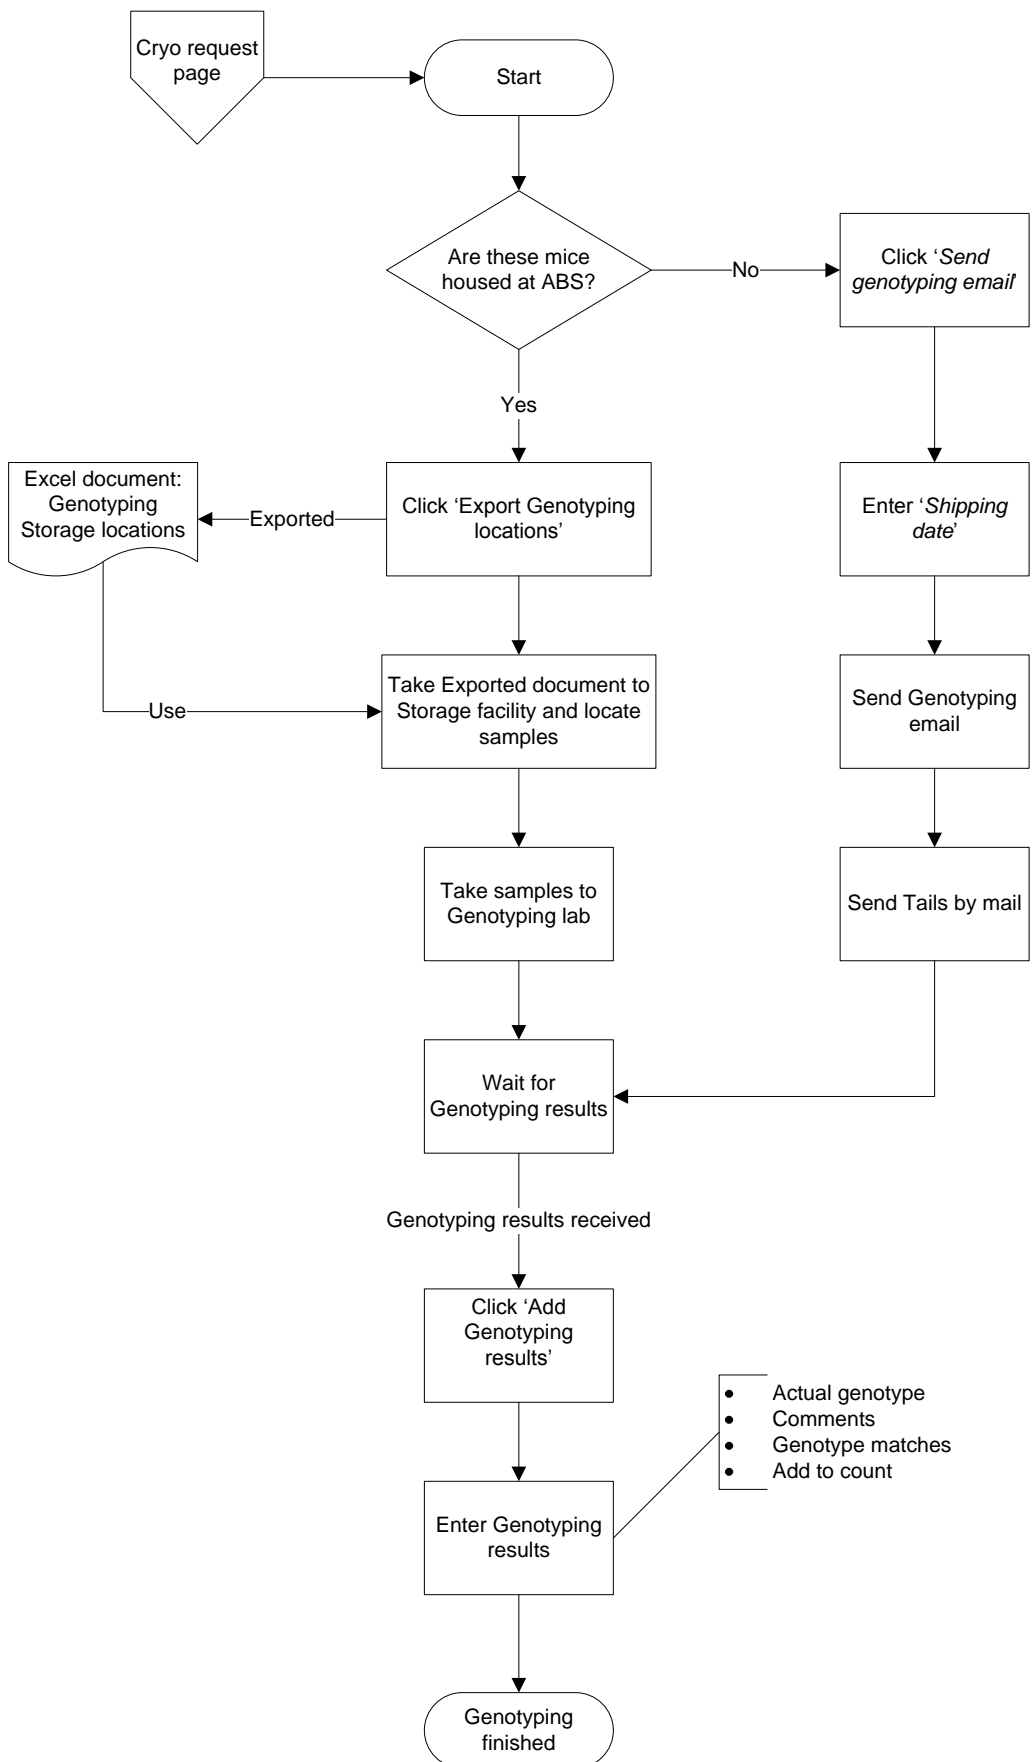 Cryo request
page
Start
Are these mice
housed at ABS?
No
Click ‘Send
genotyping email’
Yes
Excel document:
Genotyping
Storage locations
Exported
Click ‘Export Genotyping
locations’
Enter ‘Shipping
date’
Use
Take Exported document to
Storage facility and locate
samples
Send Genotyping
email
Take samples to
Genotyping lab
Send Tails by mail
Wait for
Genotyping results
Genotyping results received
Click ‘Add
Genotyping
results’
• Actual genotype
• Comments
• Genotype matches
• Add to count
Enter Genotyping
results
Genotyping
finished